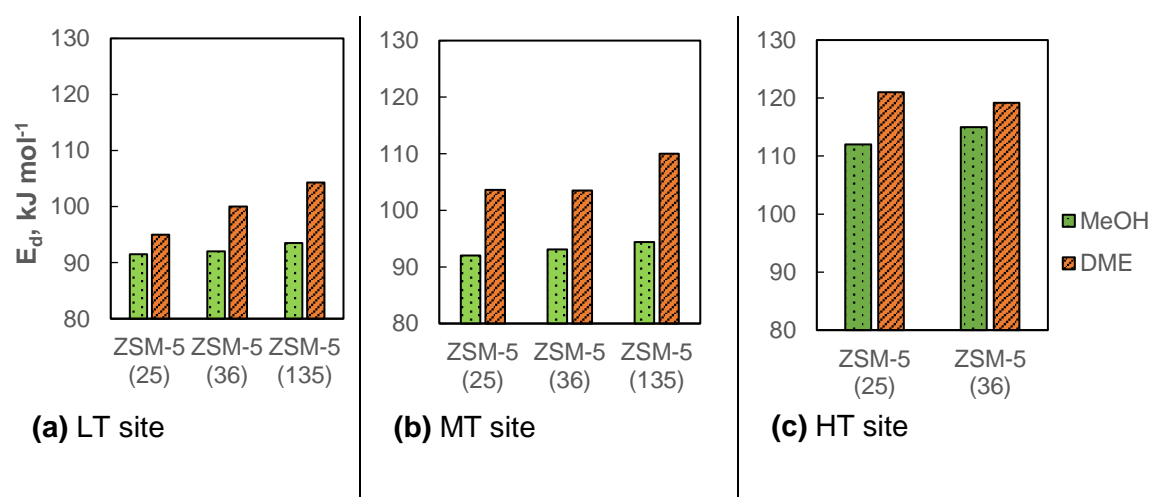 130
120
110
100
90
80
E_d, kJ mol⁻¹
ZSM-5 ZSM-5 ZSM-5
(25) (36) (135)
(a) LT site
130
120
110
100
90
80
ZSM-5 ZSM-5 ZSM-5
(25) (36) (135)
(b) MT site
130
120
110
100
90
80
ZSM-5 ZSM-5
(25) (36)
(c) HT site
MeOH
DME